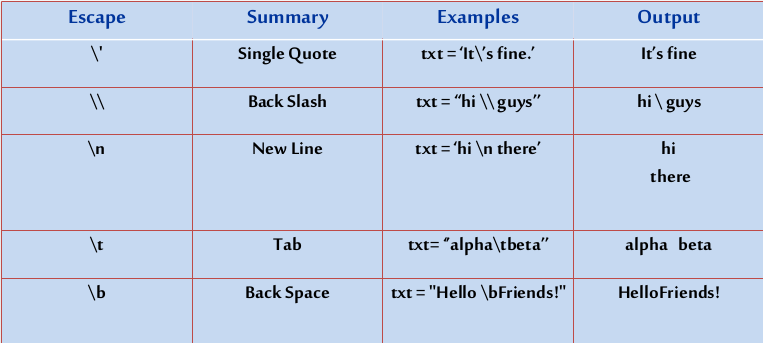 Escape Summary Examples Output
\' Single Quote txt = ‘It\’s fine.’ It’s fine
\\ Back Slash txt = “hi \\ guys” hi \ guys
\n New Line txt = ‘hi \n there’ hi
there
\t Tab txt= “alpha\tbeta” alpha beta
\b Back Space txt = "Hello \bFriends!" HelloFriends!